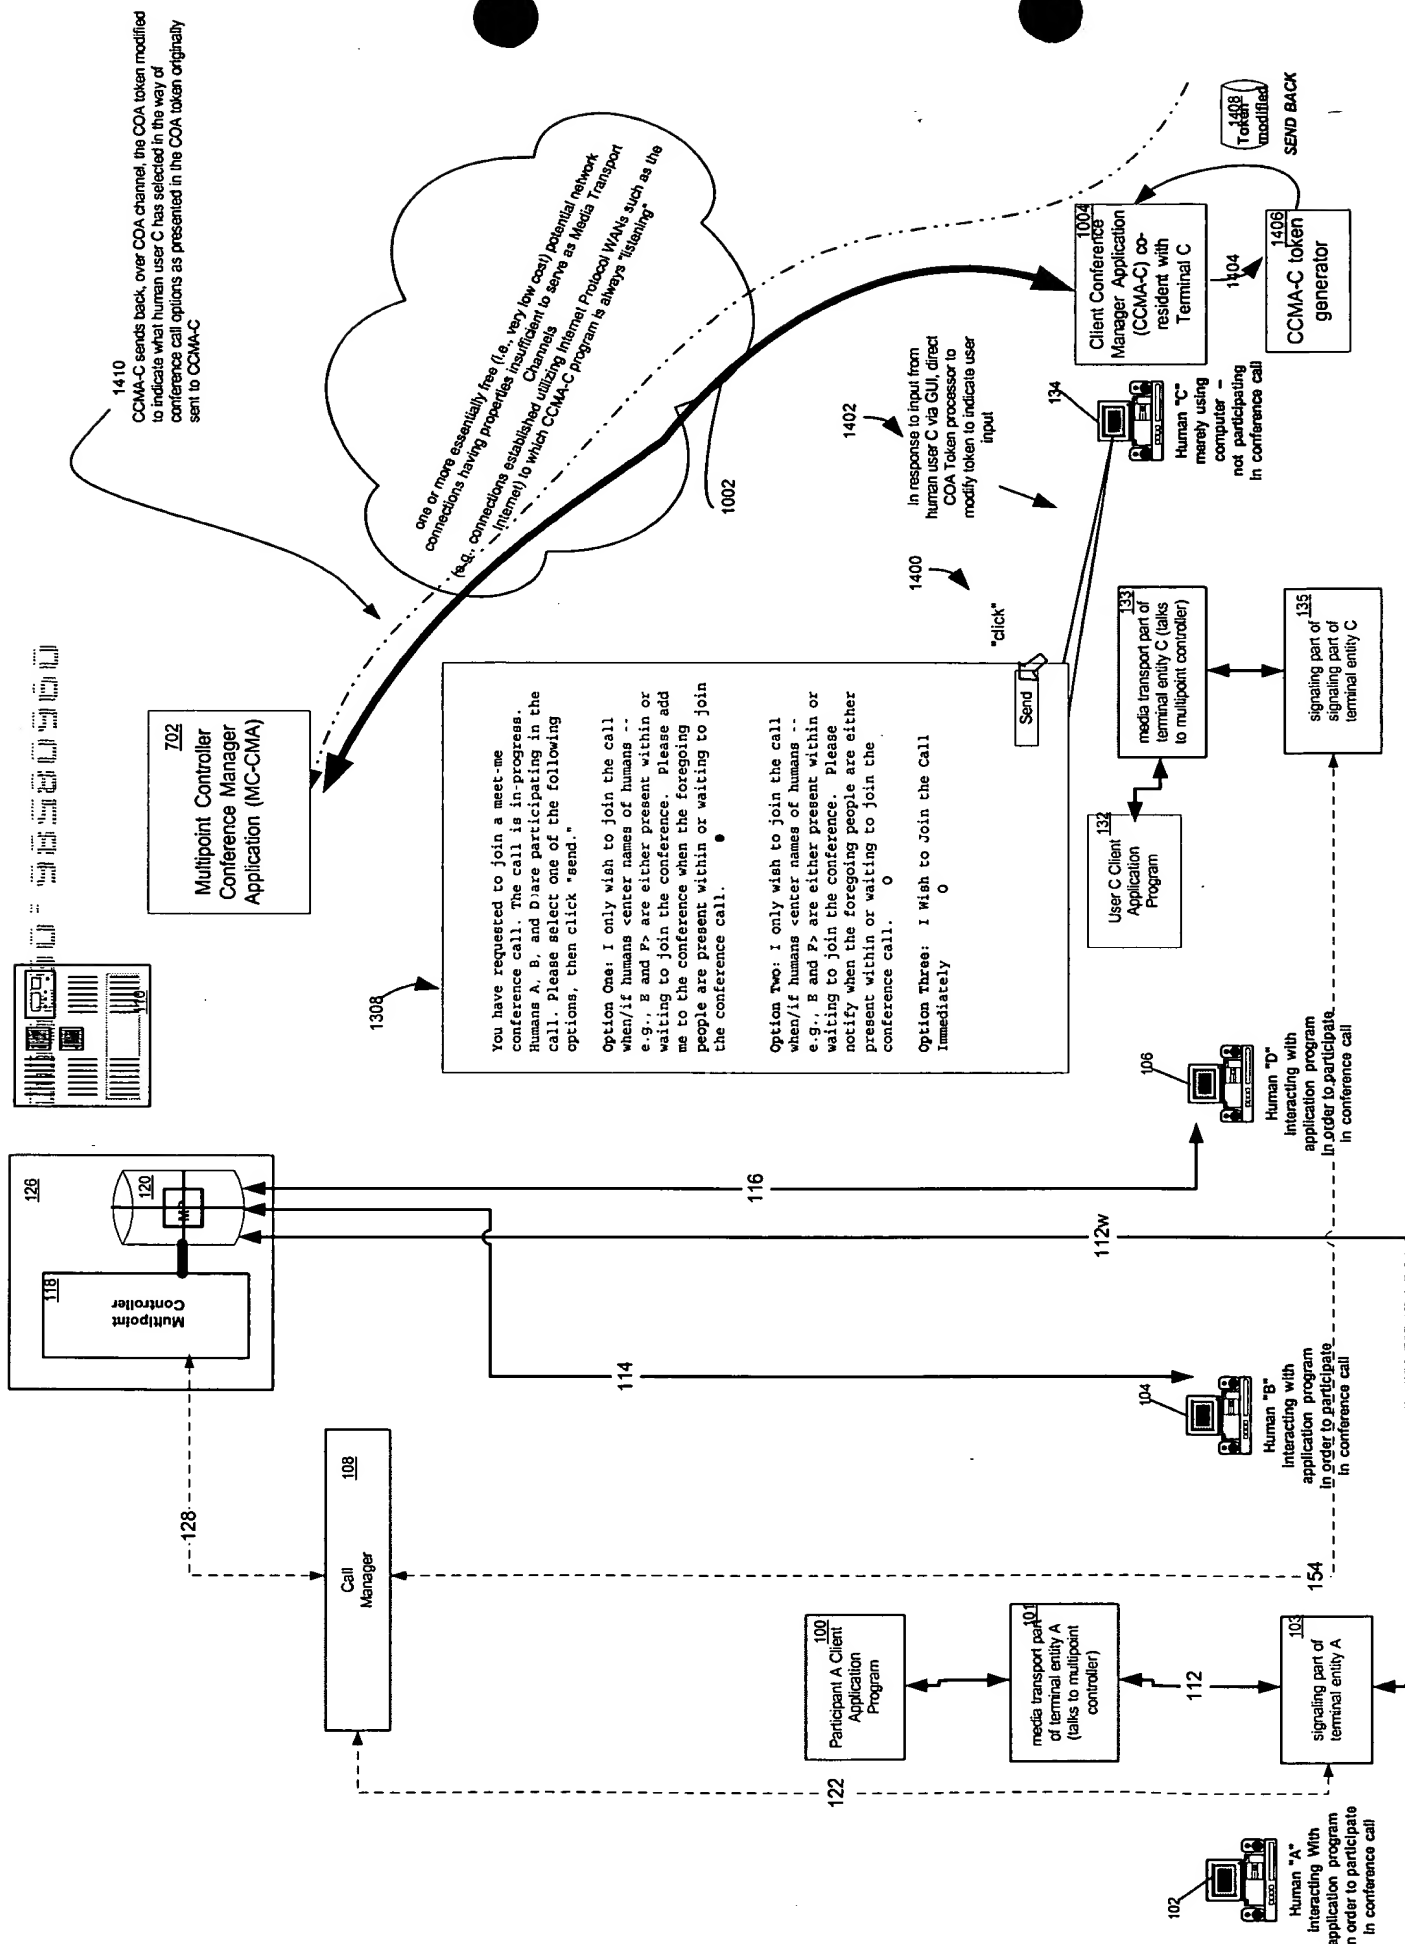 1410
CCMA-C sends back, over COA channel, the COA token modified
to indicate what human user C has selected in the way of
conference call options as presented in the COA token originally
sent to CCMA-C
702
Multipoint Controller
Conference Manager
Application (MC-CMA)
one or more essentially free (i.e., very low cost) potential network
connections having properties insufficient to serve as Media Transport
Channels
(e.g., connections established utilizing Internet Protocol WANs such as the
Internet) to which CCMA-C program is always "listening"
1002
1308
You have requested to join a meet-me
conference call. The call is in-progress.
Humans A, B, and D are participating in the
call. Please select one of the following
options, then click "send."
Option One: I only wish to join the call
when/if humans <enter names of humans --
e.g., E and F> are either present within or
waiting to join the conference. Please add
me to the conference when the foregoing
people are present within or waiting to join
the conference call.
Option Two: I only wish to join the call
when/if humans <enter names of humans --
e.g., E and F> are either present within or
waiting to join the conference. Please
notify when the foregoing people are either
present within or waiting to join the
conference call. O
Option Three: I Wish to Join the Call
Immediately O
Send
"click"
1400
1402
In response to input from
human user C via GUI, direct
COA Token processor to
modify token to indicate user
input
1004
Client Conference
Manager Application
(CCMA-C) co-
resident with
Terminal C
1404
1406
CCMA-C token
generator
1408
Token
modified
SEND BACK
134
Human "C"
merely using
computer –
not participating
in conference call
132
User C Client
Application
Program
133
media transport part of
terminal entity C (talks
to multipoint controller)
135
signaling part of
signaling part of
terminal entity C
126
118
Multipoint
Controller
120
128
108
Call
Manager
116
114
112w
154
122
106
Human "D"
Interacting with
application program
in order to participate
in conference call
104
Human "B"
Interacting with
application program
in order to participate
in conference call
100
Participant A Client
Application
Program
101
media transport part
of terminal entity A
(talks to multipoint
controller)
112
103
signaling part of
terminal entity A
102
Human "A"
Interacting With
application program
in order to participate
in conference call